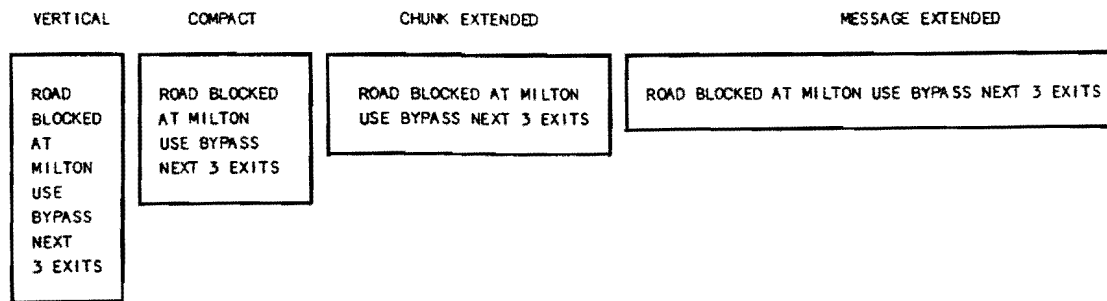 VERTICAL
ROAD
BLOCKED
AT
MILTON
USE
BYPASS
NEXT
3 EXITS
COMPACT
ROAD BLOCKED
AT MILTON
USE BYPASS
NEXT 3 EXITS
CHUNK EXTENDED
ROAD BLOCKED AT MILTON
USE BYPASS NEXT 3 EXITS
MESSAGE EXTENDED
ROAD BLOCKED AT MILTON USE BYPASS NEXT 3 EXITS